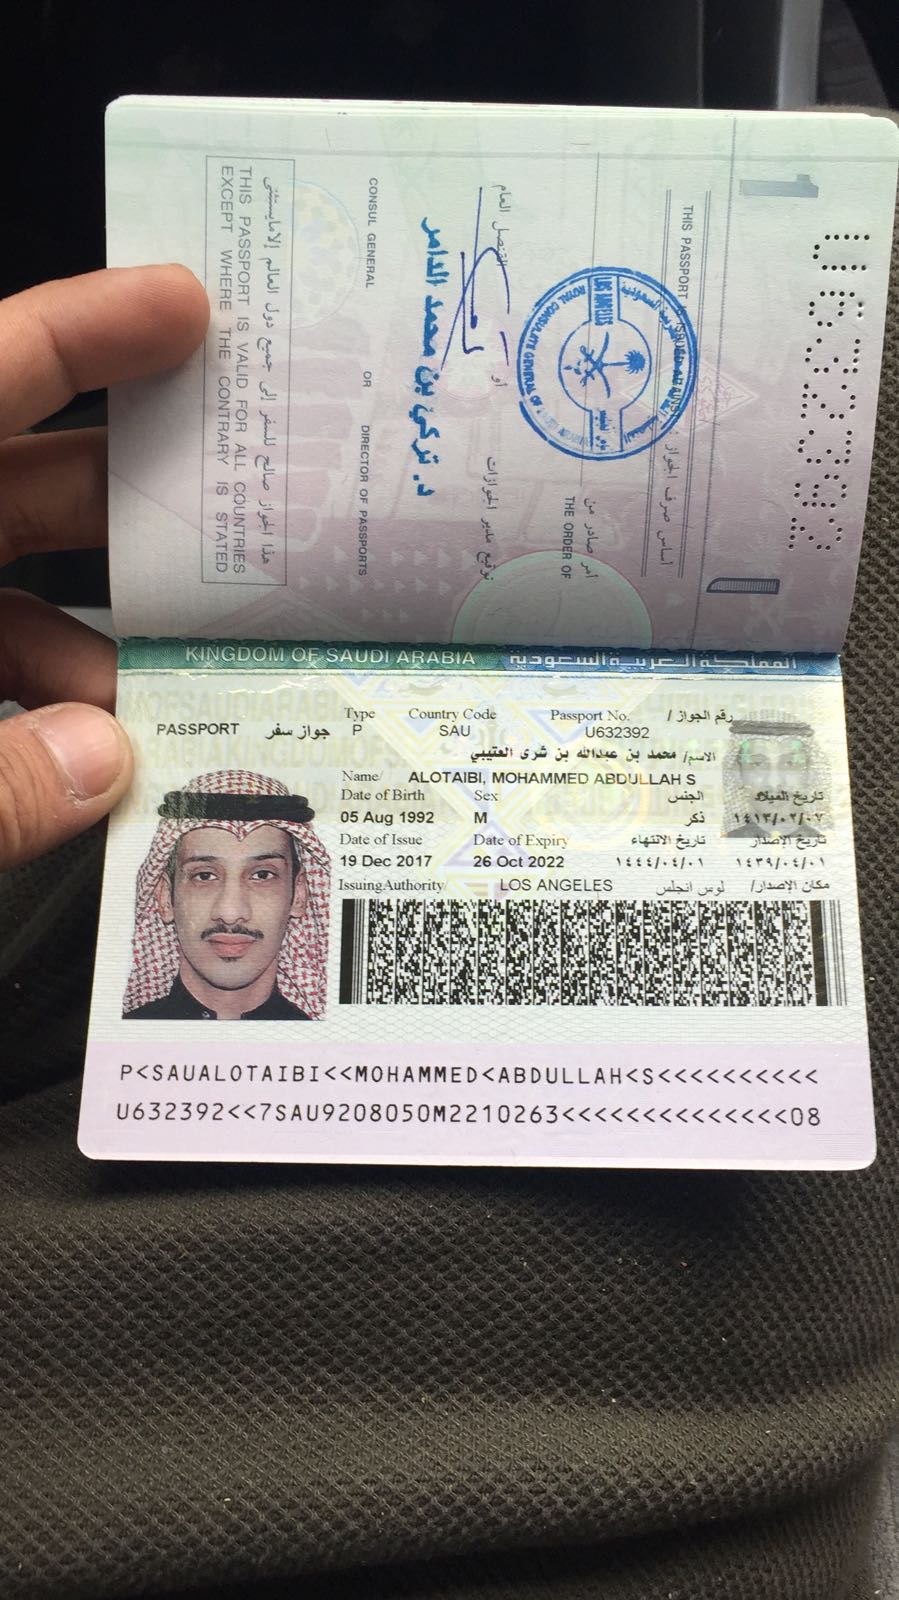 U632392
1
THIS PASSPORT IS ISSUED AGAINST
أساس صرف الجواز :
THE ORDER OF
أمر صادر من
ROYAL CONSULATE GENERAL OF
LOS ANGELES
القنصل العام
أو
توقيع مدير الجوازات
د. تركي بن محمد الدامر
CONSUL GENERAL OR DIRECTOR OF PASSPORTS
هذا الجواز صالح للسفر إلى جميع دول العالم إلا مايستثنى
THIS PASSPORT IS VALID FOR ALL COUNTRIES
EXCEPT WHERE THE CONTRARY IS STATED
KINGDOM OF SAUDI ARABIA المملكة العربية السعودية
Type Country Code Passport No. / رقم الجواز
PASSPORT جواز سفر P SAU U632392
الاسم/ محمد بن عبدالله بن شرى العتيبي
Name/ ALOTAIBI, MOHAMMED ABDULLAH S
Date of Birth Sex الجنس تاريخ الميلاد
05 Aug 1992 M ذكر ١٤١٣/٠٢/٠٧
Date of Issue Date of Expiry تاريخ الانتهاء تاريخ الإصدار
19 Dec 2017 26 Oct 2022 ١٤٤٤/٠٤/٠١ ١٤٣٩/٠٤/٠١
Issuing Authority/ LOS ANGELES لوس انجلس مكان الإصدار/
P<SAUALOTAIBI<<MOHAMMED<ABDULLAH<S<<<<<<<<<<
U632392<<7SAU9208050M2210263<<<<<<<<<<<<<<08